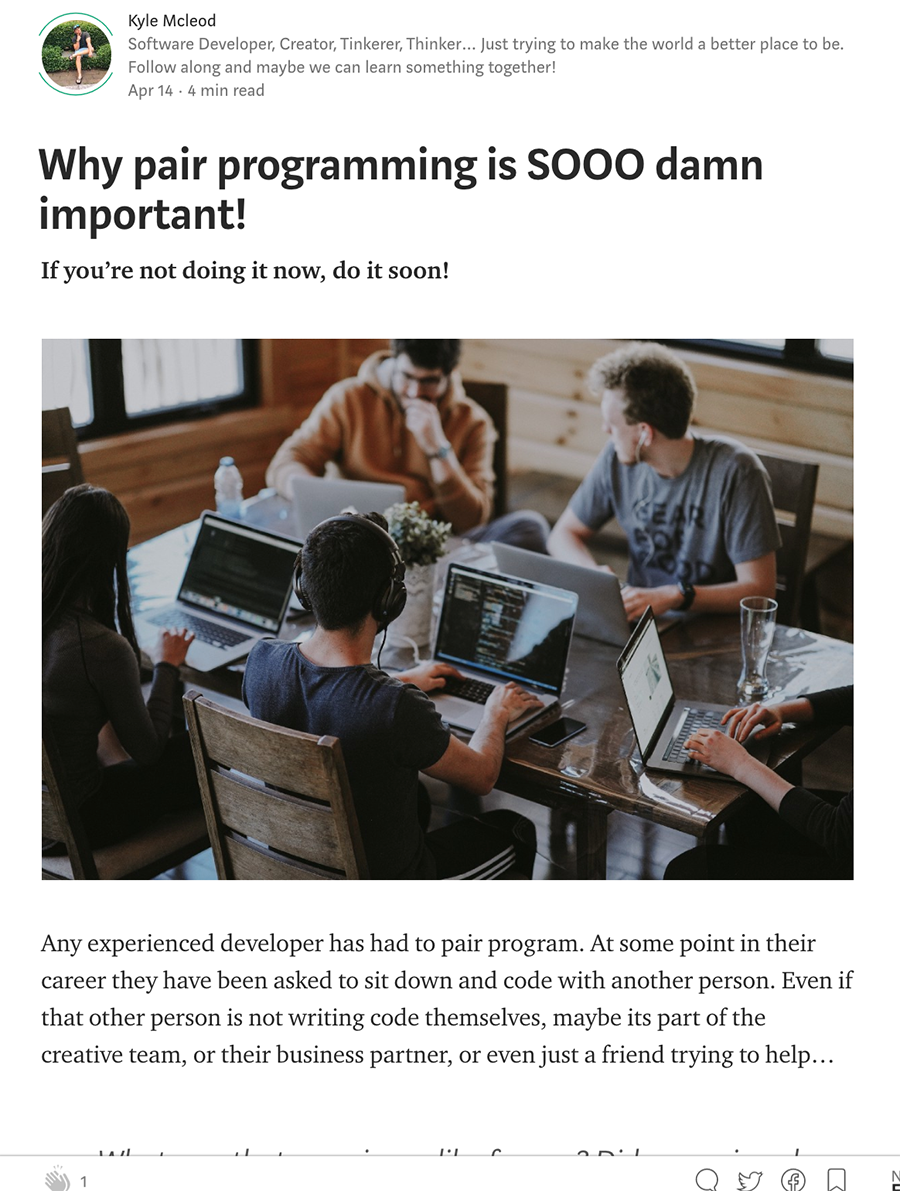 Kyle Mcleod
Software Developer, Creator, Tinkerer, Thinker… Just trying to make the world a better place to be.
Follow along and maybe we can learn something together!
Apr 14 · 4 min read
Why pair programming is SOOO damn
important!
If you’re not doing it now, do it soon!
Any experienced developer has had to pair program. At some point in their
career they have been asked to sit down and code with another person. Even if
that other person is not writing code themselves, maybe its part of the
creative team, or their business partner, or even just a friend trying to help…
1